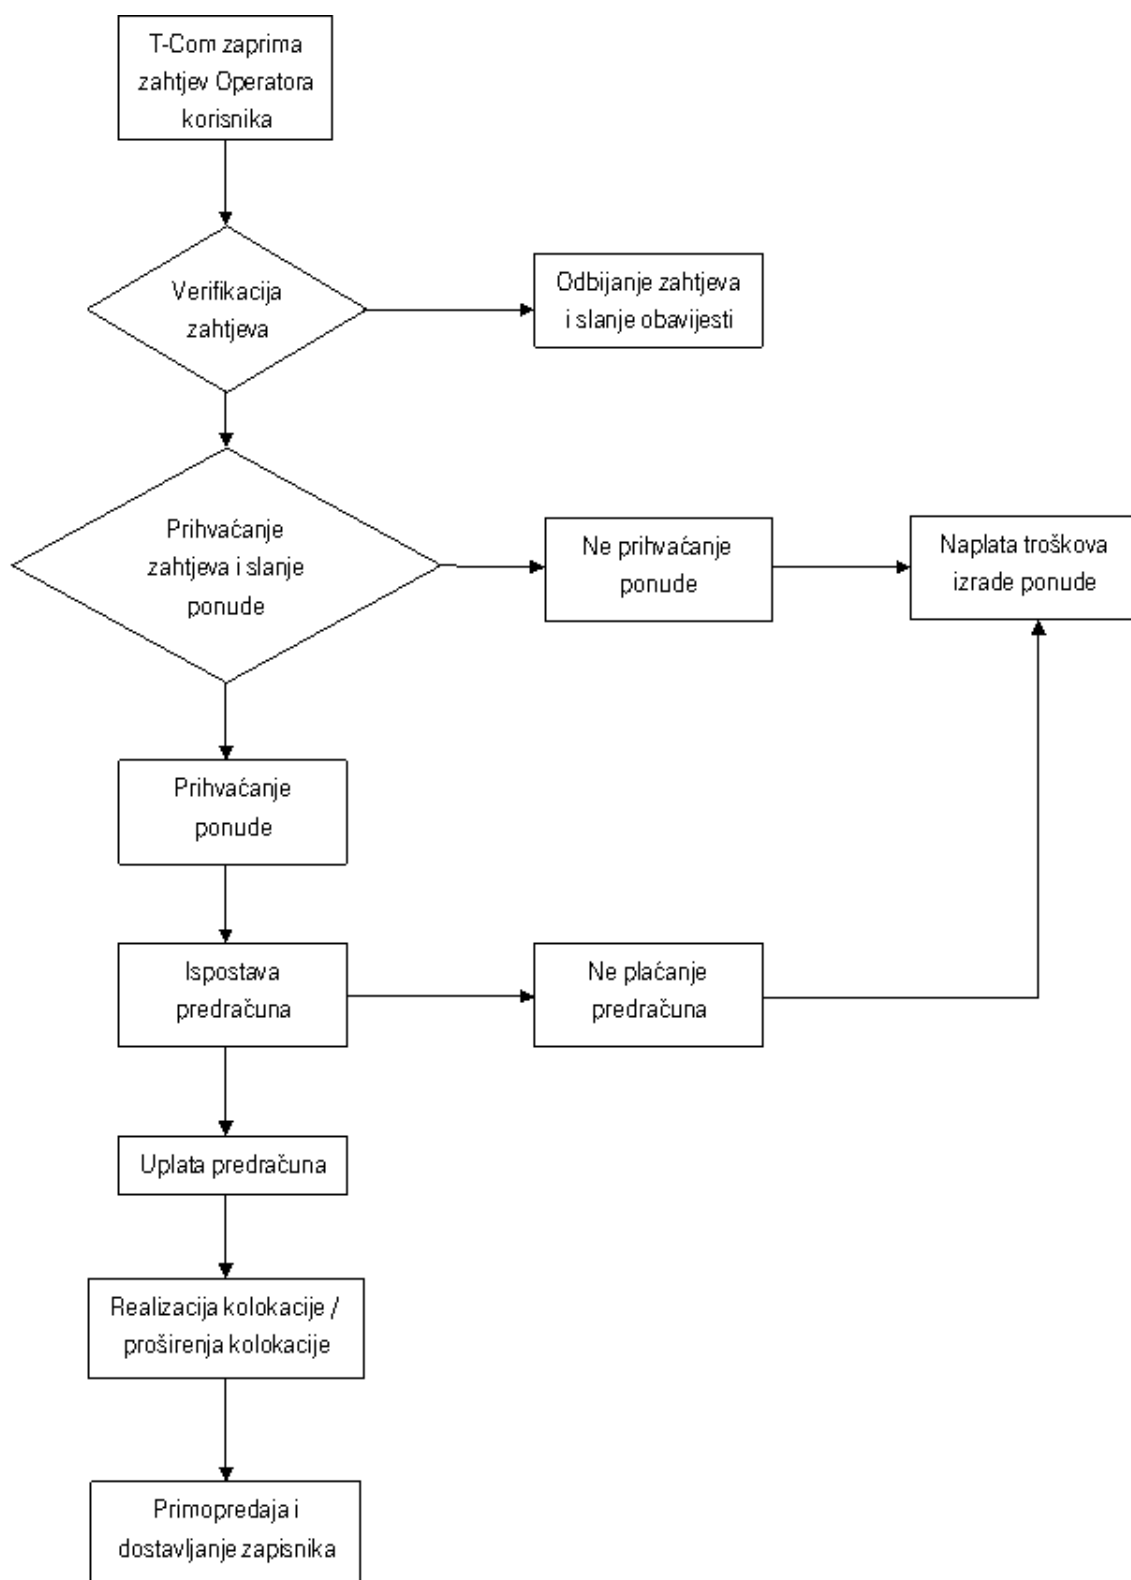 T-Com zaprima
zahtjev Operatora
korisnika
Verifikacija
zahtjeva
Odbijanje zahtjeva
i slanje obavijesti
Prihvaćanje
zahtjeva i slanje
ponude
Ne prihvaćanje
ponude
Naplata troškova
izrade ponude
Prihvaćanje
ponude
Ispostava
predračuna
Ne plaćanje
predračuna
Uplata predračuna
Realizacija kolokacije /
proširenja kolokacije
Primopredaja i
dostavljanje zapisnika